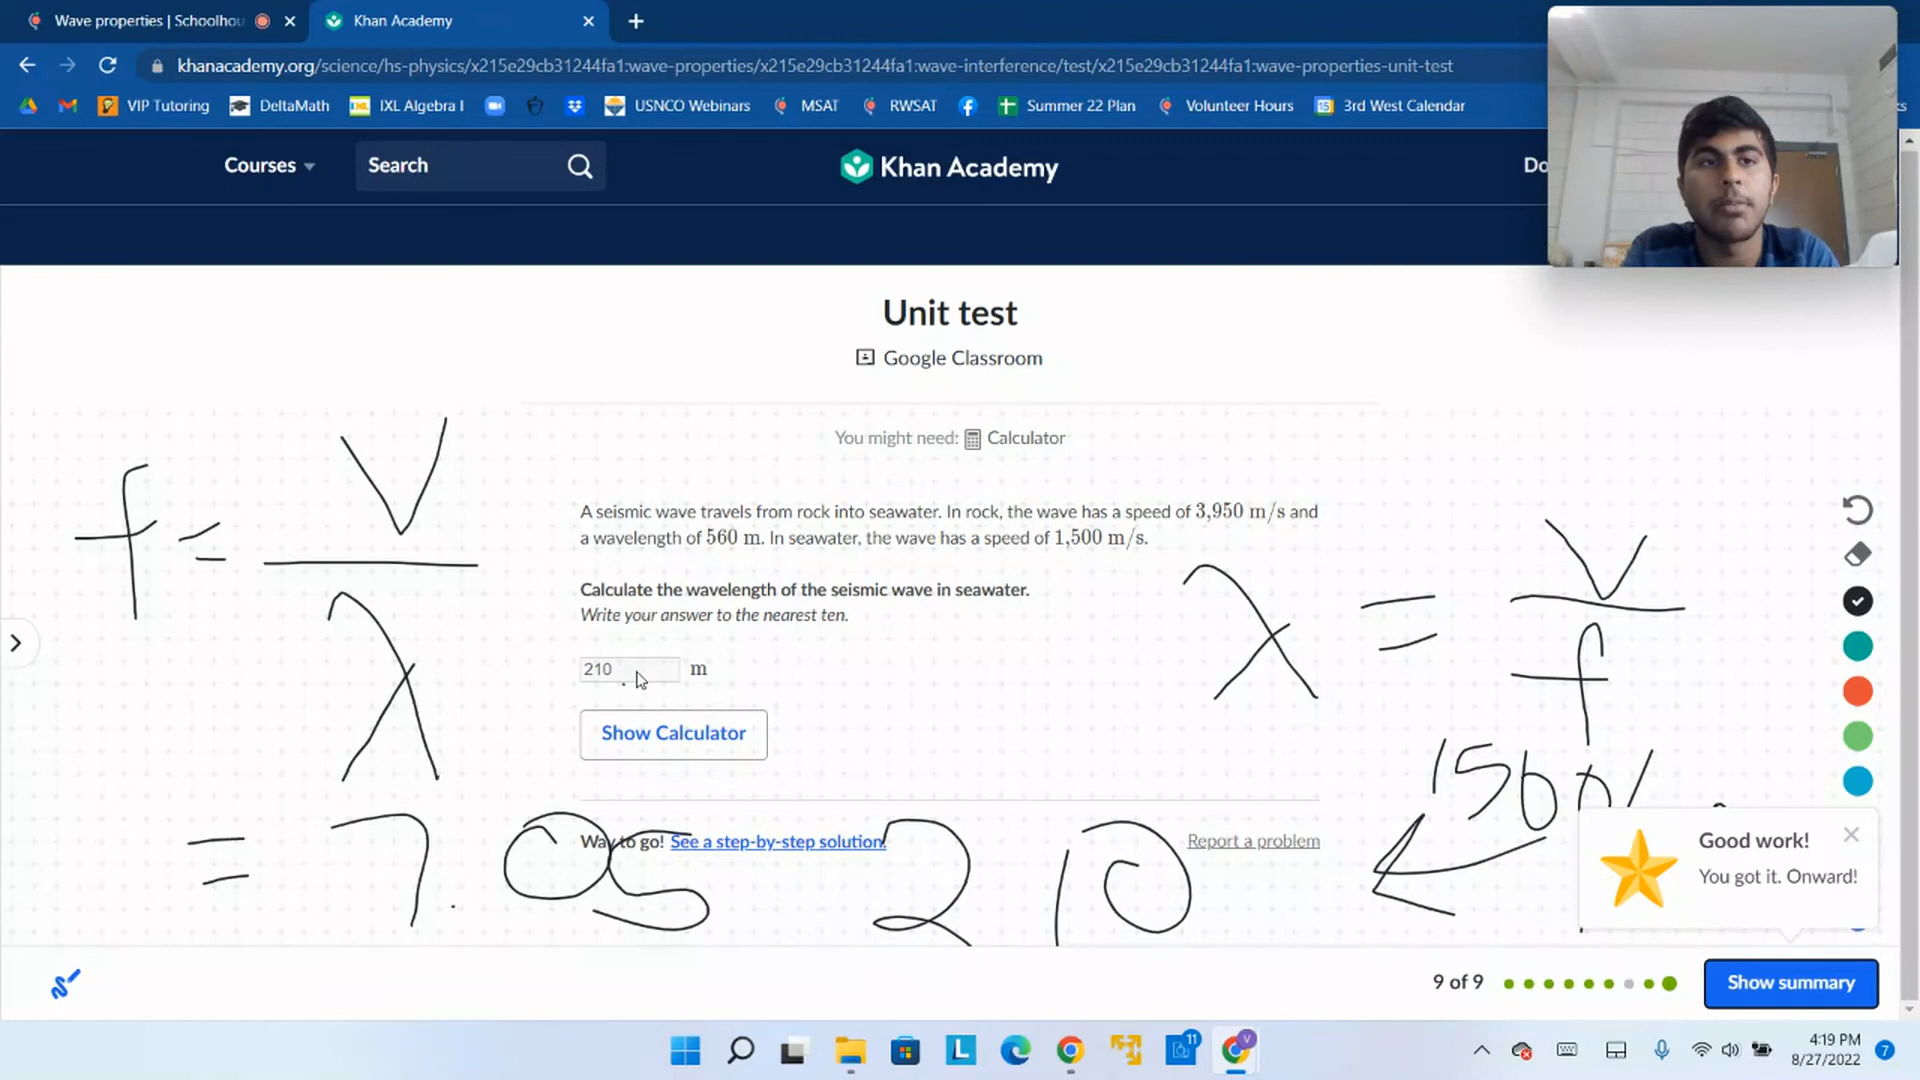 Wave properties | Schoolhou
Khan Academy
khanacademy.org/science/hs-physics/x215e29cb31244fa1:wave-properties/x215e29cb31244fa1:wave-interference/test/x215e29cb31244fa1:wave-properties-unit-test
VIP Tutoring
DeltaMath
IXL Algebra I
USNCO Webinars
MSAT
RWSAT
Summer 22 Plan
Volunteer Hours
15
3rd West Calendar
ks
Courses
Search
Khan Academy
Do
Unit test
Google Classroom
You might need: Calculator
f = V / λ
A seismic wave travels from rock into seawater. In rock, the wave has a speed of 3,950 m/s and
a wavelength of 560 m. In seawater, the wave has a speed of 1,500 m/s.
Calculate the wavelength of the seismic wave in seawater.
Write your answer to the nearest ten.
λ = V / f
210 m
Show Calculator
= 7.05
210
Way to go! See a step-by-step solution.
Report a problem
Good work!
You got it. Onward!
9 of 9
Show summary
L
11
V
4:19 PM
8/27/2022
7